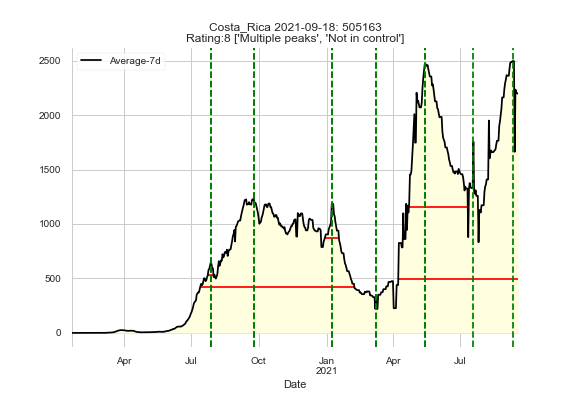 Costa_Rica 2021-09-18: 505163
Rating:8 ['Multiple peaks', 'Not in control']
Average-7d
2500
2000
1500
1000
500
0
Apr Jul Oct Jan Apr Jul
2021
Date